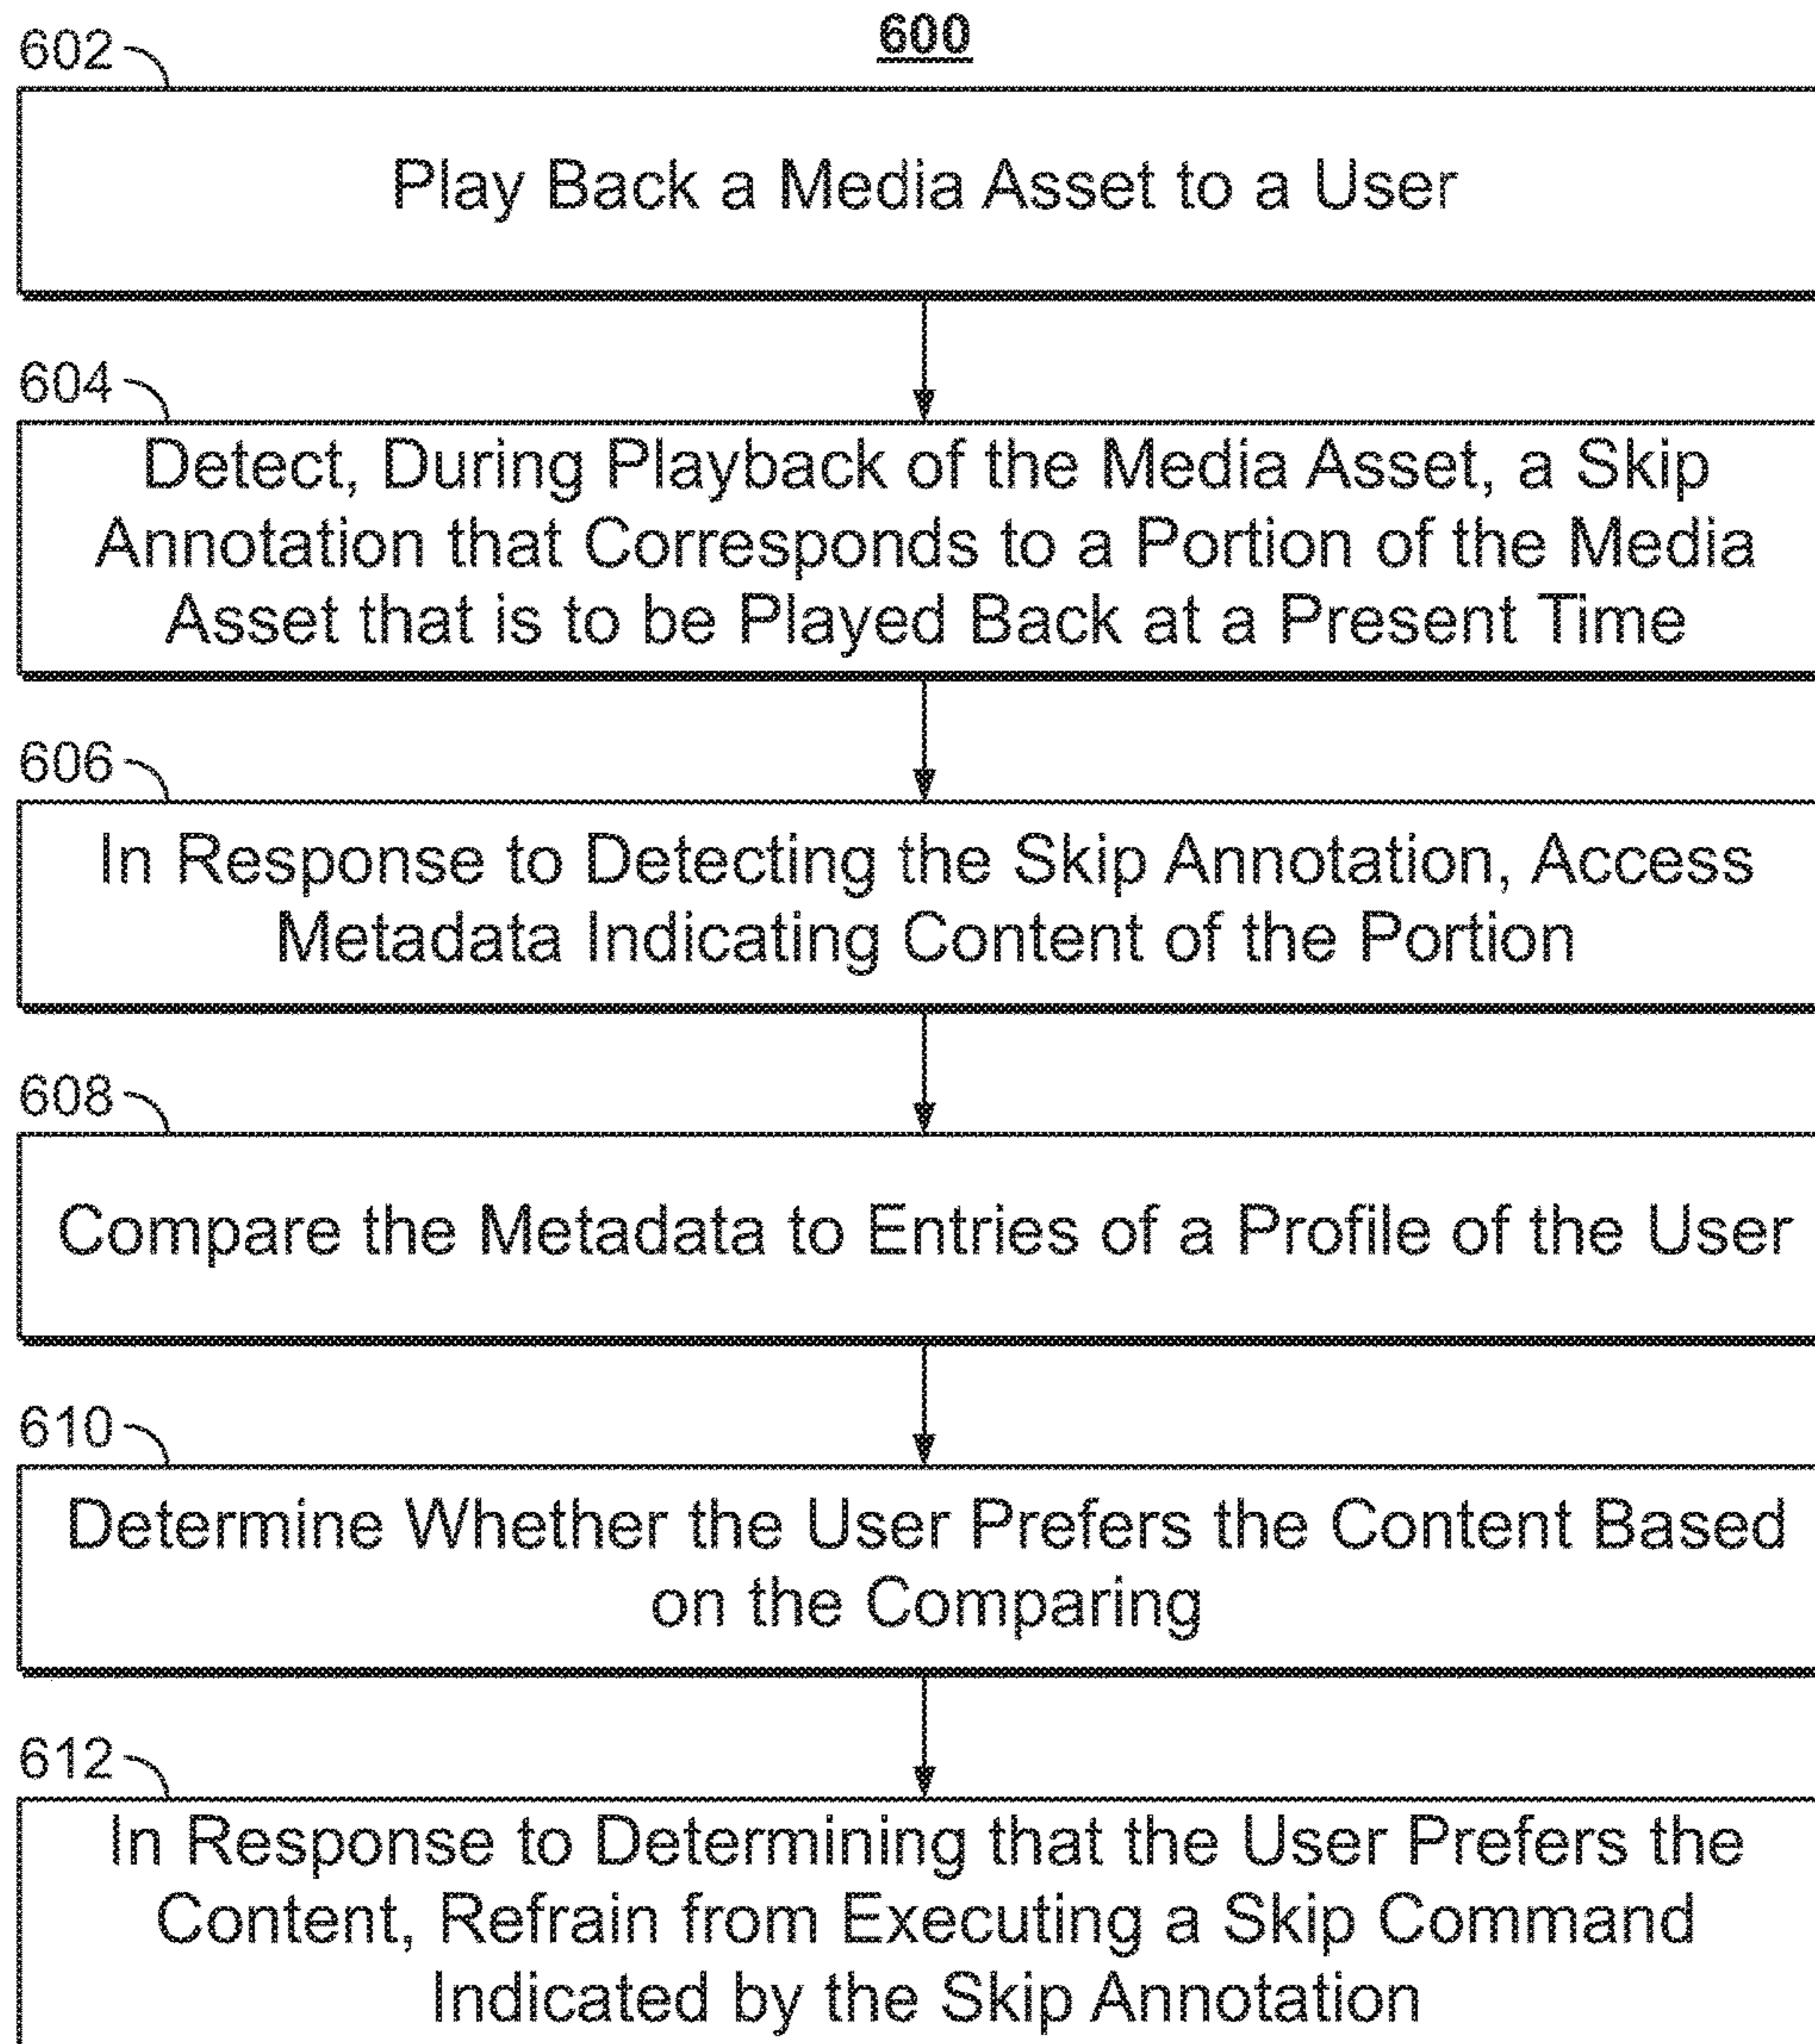 600
602
Play Back a Media Asset to a User
604
Detect, During Playback of the Media Asset, a Skip
Annotation that Corresponds to a Portion of the Media
Asset that is to be Played Back at a Present Time
606
In Response to Detecting the Skip Annotation, Access
Metadata Indicating Content of the Portion
608
Compare the Metadata to Entries of a Profile of the User
610
Determine Whether the User Prefers the Content Based
on the Comparing
612
In Response to Determining that the User Prefers the
Content, Refrain from Executing a Skip Command
Indicated by the Skip Annotation